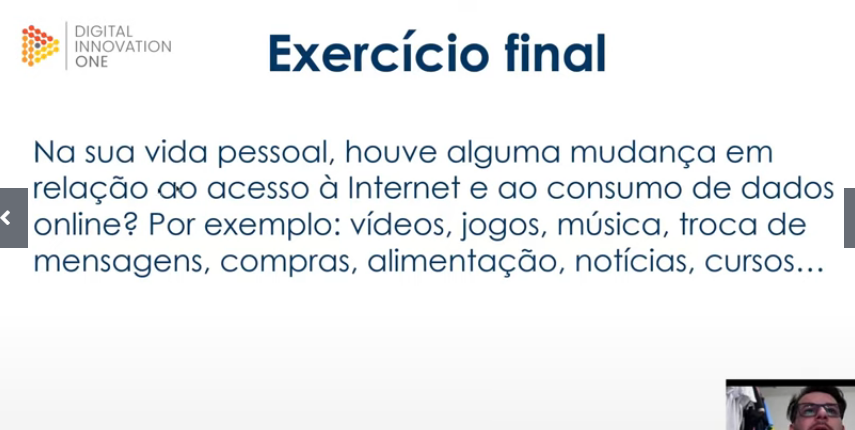 DIGITAL
INNOVATION
ONE
Exercício final
Na sua vida pessoal, houve alguma mudança em
relação ao acesso à Internet e ao consumo de dados
online? Por exemplo: vídeos, jogos, música, troca de
mensagens, compras, alimentação, notícias, cursos...